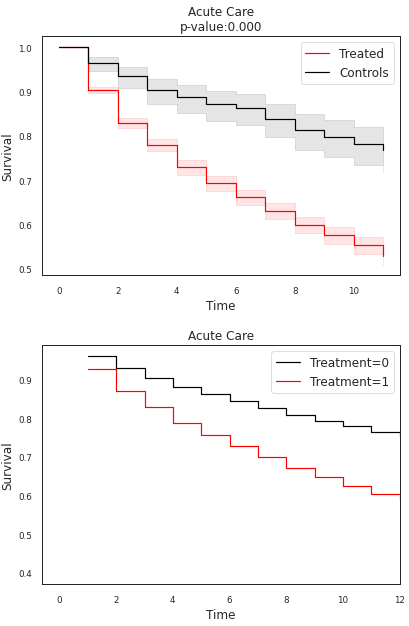 Acute Care
p-value:0.000
1.0
0.9
0.8
0.7
0.6
0.5
Survival
Treated
Controls
0 2 4 6 8 10
Time
Acute Care
0.9
0.8
0.7
0.6
0.5
0.4
Survival
Treatment=0
Treatment=1
0 2 4 6 8 10 12
Time